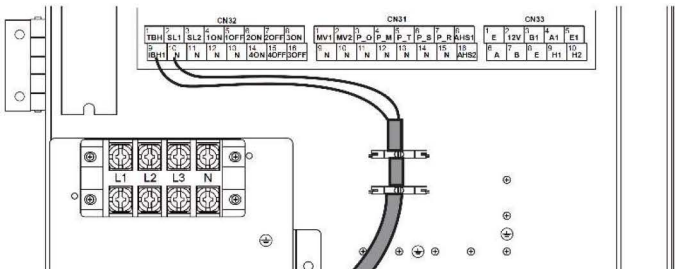 CN32 CN31 CN33
1 2 3 4 5 6 7 8 1 2 3 4 5 6 7 8 1 2 3 4 5
TBH SL1 SL2 1ON 1OFF 2ON 2OFF 3ON MV1 MV2 P_O P_M P_T P_S P_R AHS1 E 12V B1 A1 E1
9 10 11 12 13 14 15 16 9 10 11 12 13 14 15 16 6 7 8 9 10
IBH1 N N N N 4ON 4OFF 3OFF N N N N N N N AHS2 A B E H1 H2
L1 L2 L3 N